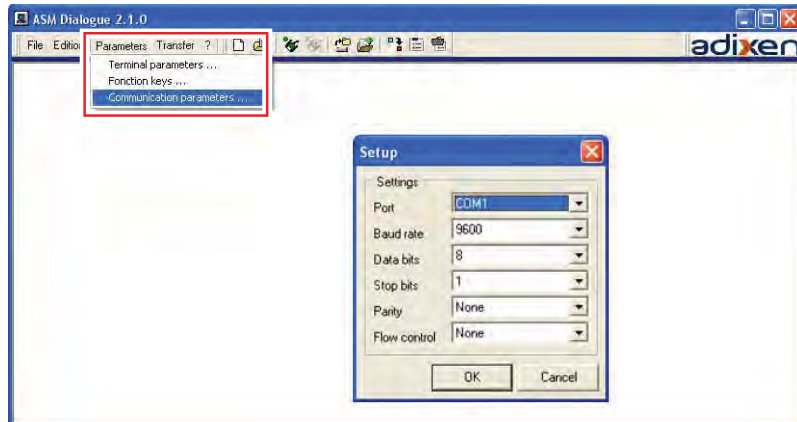 ASM Dialogue 2.1.0
File Editio Parameters Transfer ?
adixen
Terminal parameters ...
Fonction keys ...
Communication parameters ...
Setup
Settings
Port COM1
Baud rate 9600
Data bits 8
Stop bits 1
Parity None
Flow control None
OK Cancel